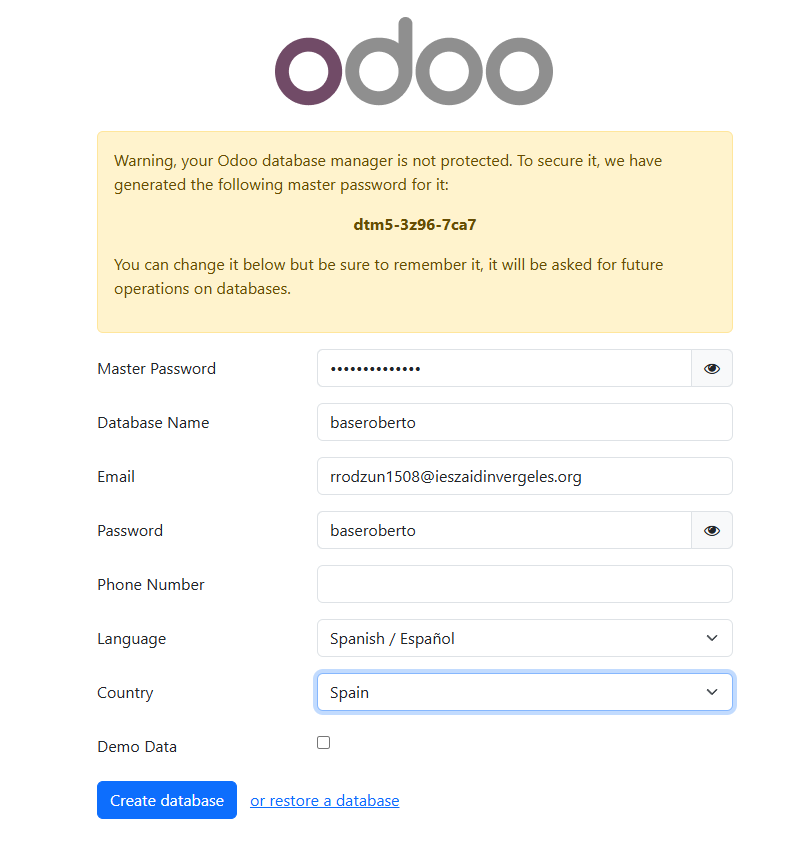 odoo
Warning, your Odoo database manager is not protected. To secure it, we have
generated the following master password for it:
dtm5-3z96-7ca7
You can change it below but be sure to remember it, it will be asked for future
operations on databases.
Master Password ••••••••••••••
Database Name baseroberto
Email rrodzun1508@ieszaidinvergeles.org
Password baseroberto
Phone Number
Language Spanish / Español
Country Spain
Demo Data
Create database or restore a database